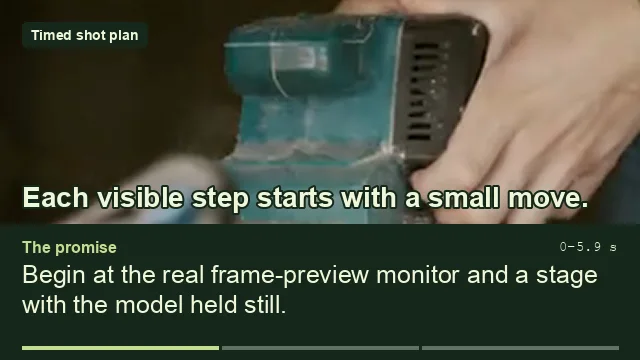 Timed shot plan
Each visible step starts with a small move.
The promise
0–5.9 s
Begin at the real frame-preview monitor and a stage
with the model held still.